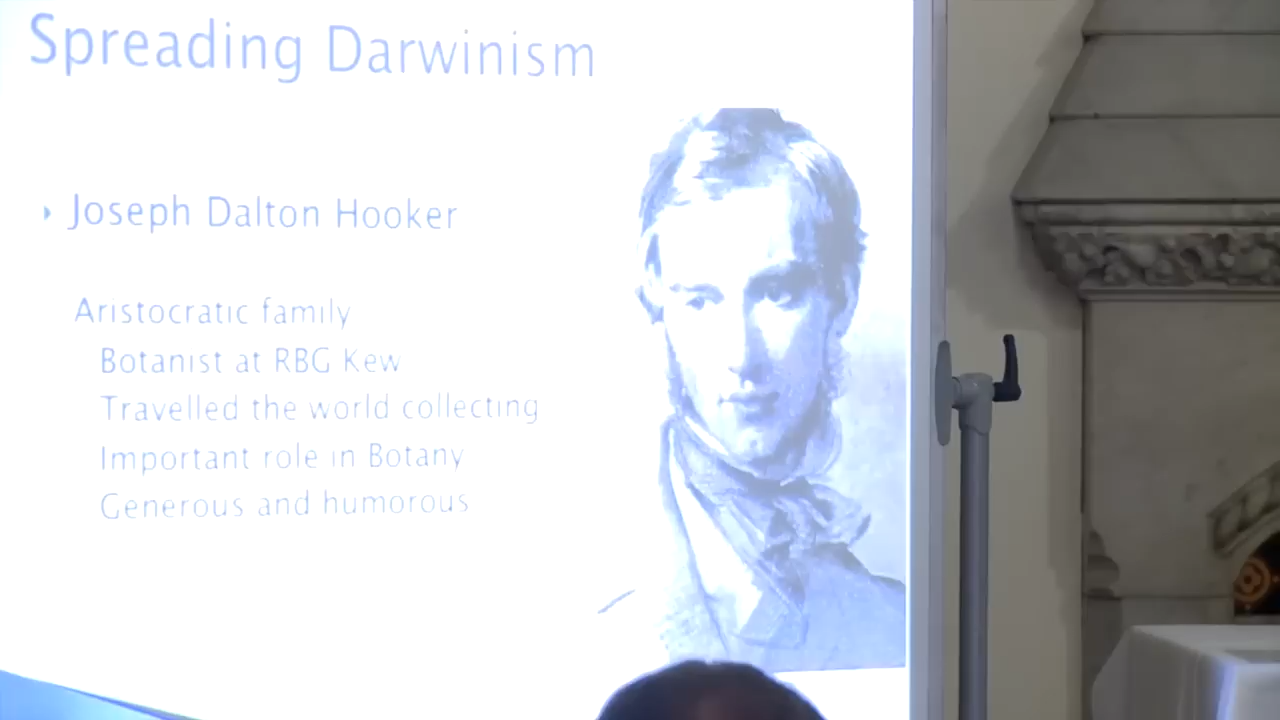 Spreading Darwinism
Joseph Dalton Hooker
Aristocratic family
Botanist at RBG Kew
Travelled the world collecting
Important role in Botany
Generous and humorous